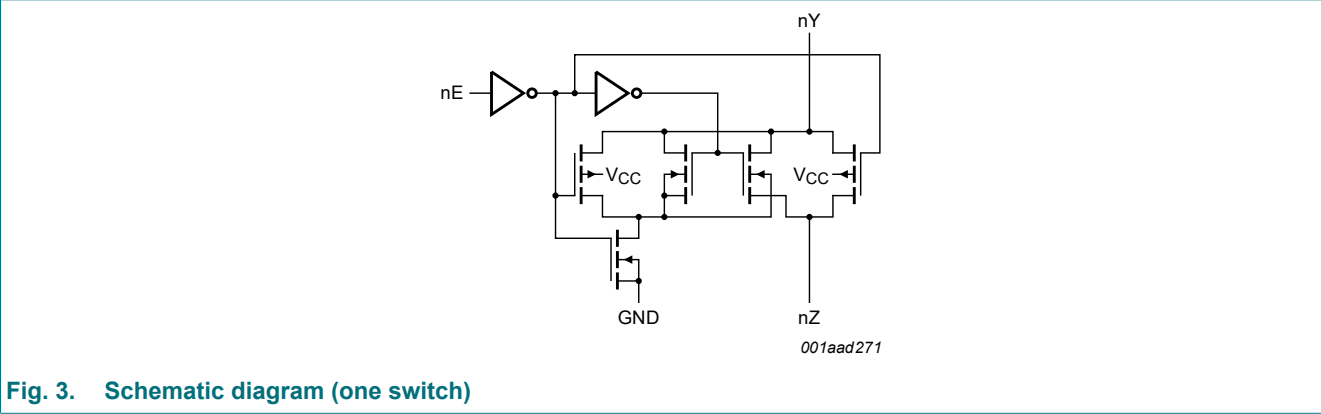 nY
nE
VCC
VCC
GND
nZ
001aad271
Fig. 3. Schematic diagram (one switch)